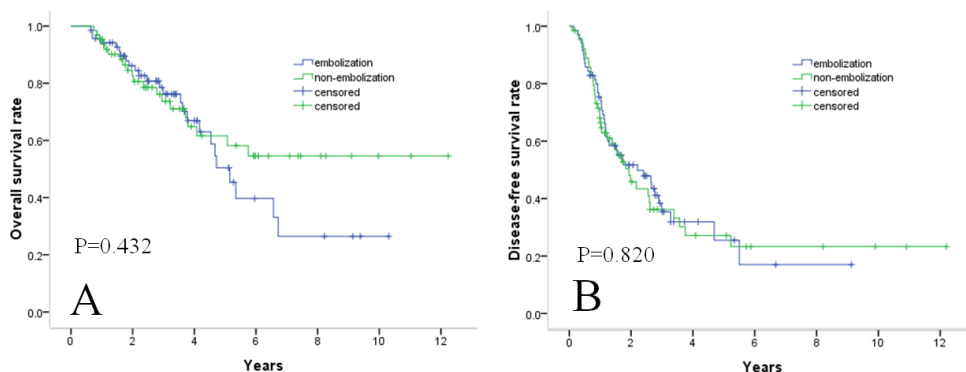 1.0
0.8
0.6
0.4
0.2
0.0
Overall survival rate
embolization
non-embolization
censored
censored
P=0.432
A
0 2 4 6 8 10 12
Years
1.0
0.8
0.6
0.4
0.2
0.0
Disease-free survival rate
embolization
non-embolization
censored
censored
P=0.820
B
0 2 4 6 8 10 12
Years